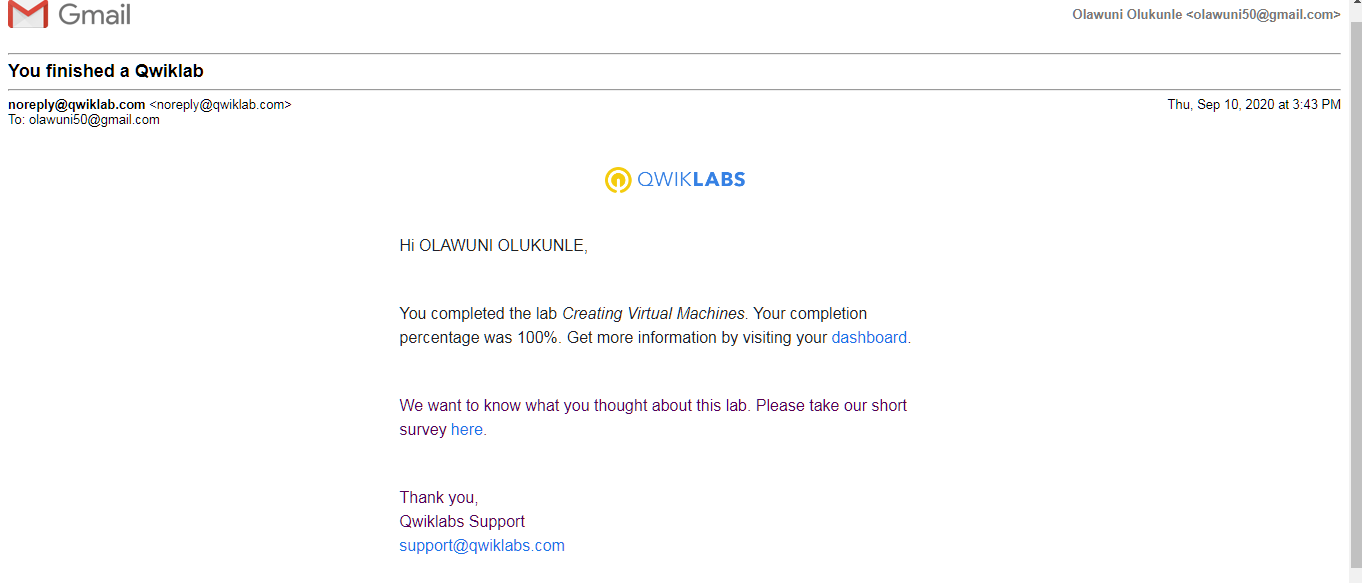 Gmail
Olawuni Olukunle <olawuni50@gmail.com>
You finished a Qwiklab
noreply@qwiklab.com <noreply@qwiklab.com>
Thu, Sep 10, 2020 at 3:43 PM
To: olawuni50@gmail.com
QWIKLABS
Hi OLAWUNI OLUKUNLE,
You completed the lab Creating Virtual Machines. Your completion
percentage was 100%. Get more information by visiting your dashboard.
We want to know what you thought about this lab. Please take our short
survey here.
Thank you,
Qwiklabs Support
support@qwiklabs.com